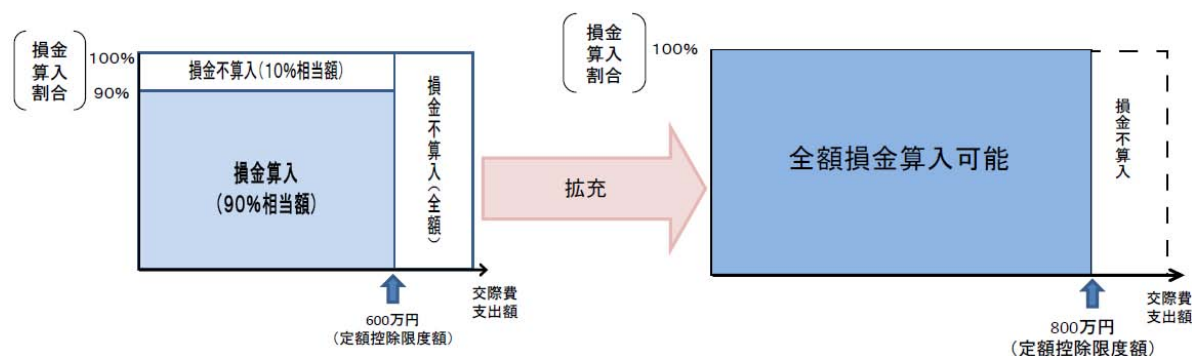 損金
算入
割合
100%
90%
損金不算入(10%相当額)
損金算入
(90%相当額)
損金不算入(全額)
600万円
(定額控除限度額)
交際費
支出額
拡充
損金
算入
割合
100%
全額損金算入可能
損金不算入
800万円
(定額控除限度額)
交際費
支出額